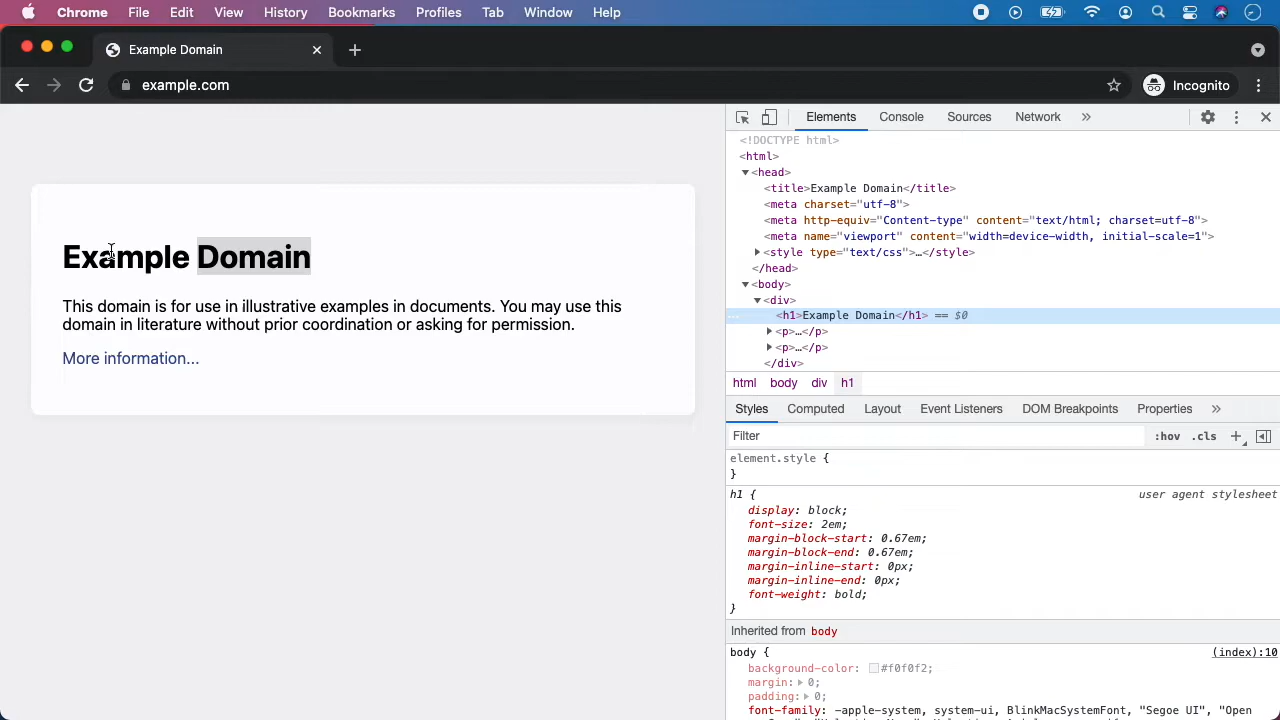 Chrome File Edit View History Bookmarks Profiles Tab Window Help
Example Domain
example.com
Incognito
Example Domain
This domain is for use in illustrative examples in documents. You may use this
domain in literature without prior coordination or asking for permission.
More information...
Elements Console Sources Network »
<!DOCTYPE html>
<html>
<head>
<title>Example Domain</title>
<meta charset="utf-8">
<meta http-equiv="Content-type" content="text/html; charset=utf-8">
<meta name="viewport" content="width=device-width, initial-scale=1">
<style type="text/css">…</style>
</head>
<body>
<div>
<h1>Example Domain</h1> == $0
<p>…</p>
<p>…</p>
</div>
html body div h1
Styles Computed Layout Event Listeners DOM Breakpoints Properties »
Filter :hov .cls +
element.style {
}
h1 { user agent stylesheet
display: block;
font-size: 2em;
margin-block-start: 0.67em;
margin-block-end: 0.67em;
margin-inline-start: 0px;
margin-inline-end: 0px;
font-weight: bold;
}
Inherited from body
body { (index):10
background-color: #f0f0f2;
margin: 0;
padding: 0;
font-family: -apple-system, system-ui, BlinkMacSystemFont, "Segoe UI", "Open